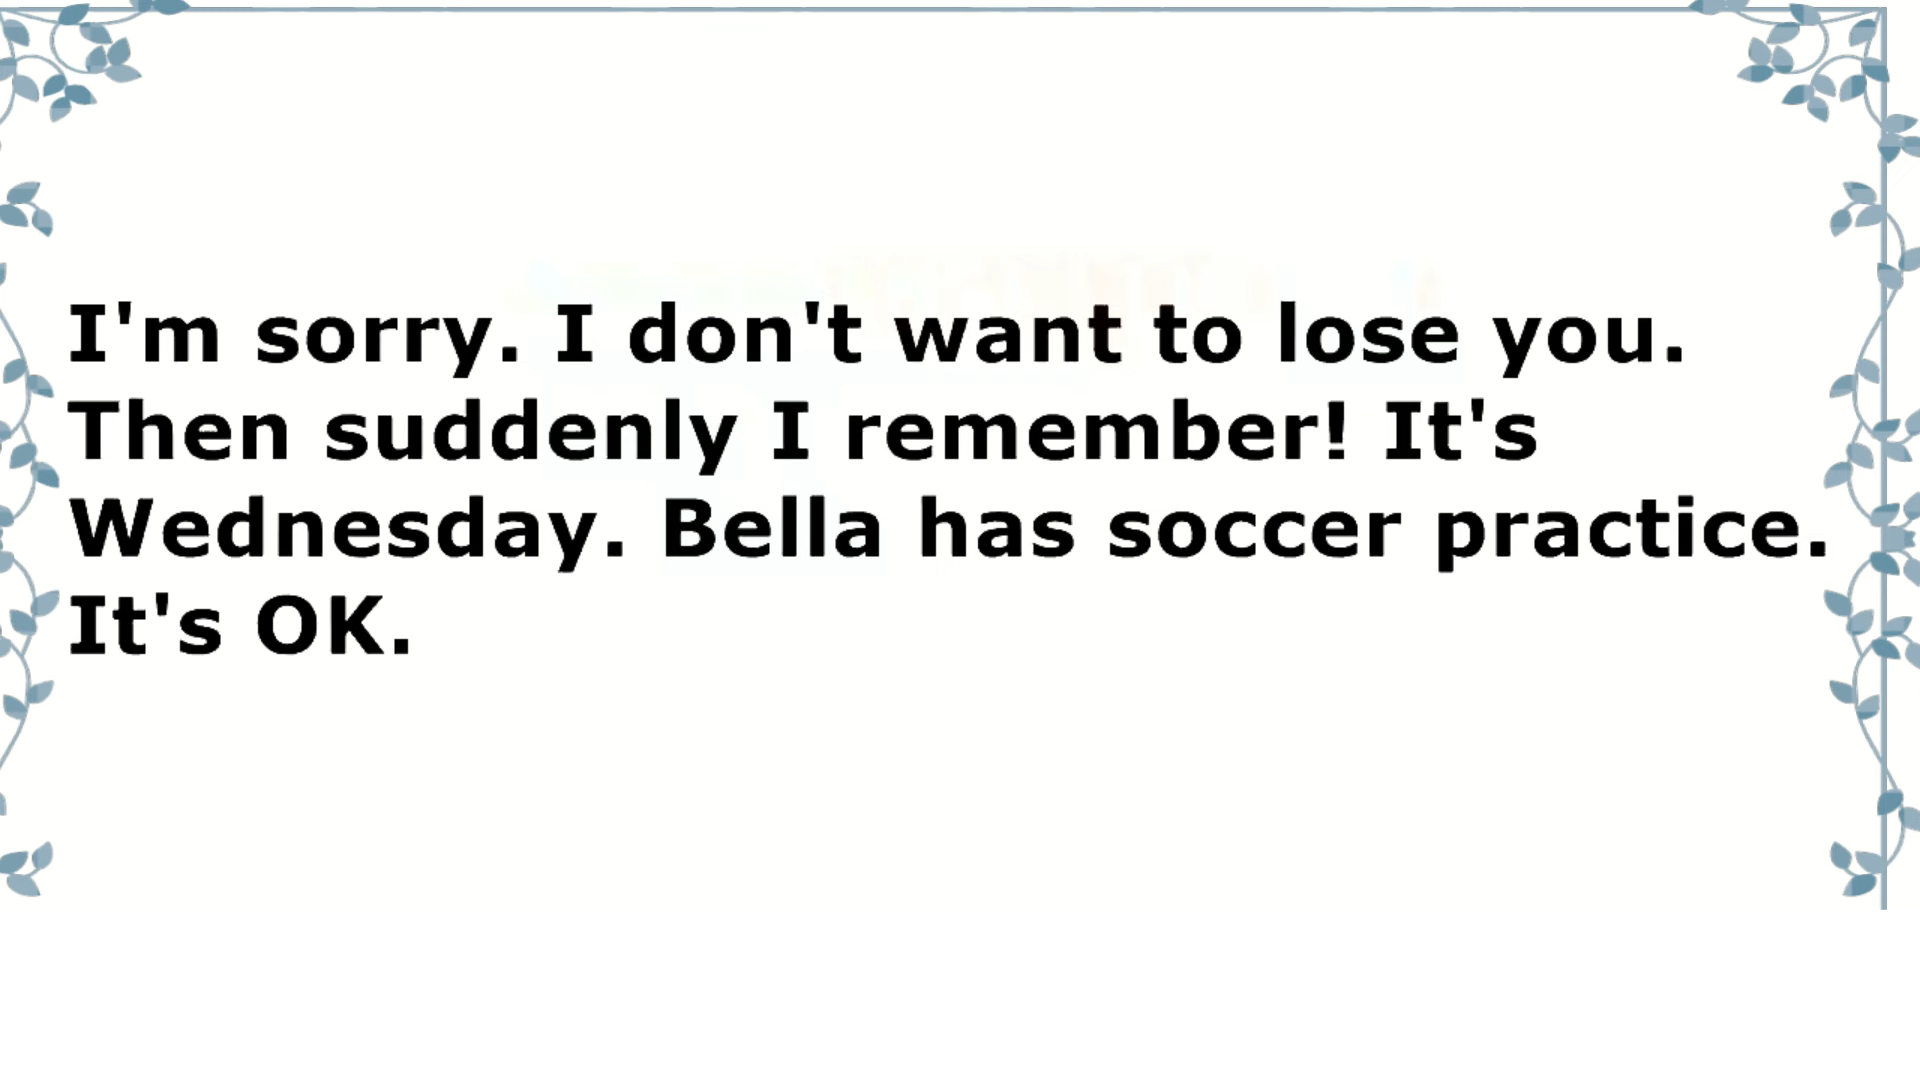 I'm sorry. I don't want to lose you.
Then suddenly I remember! It's
Wednesday. Bella has soccer practice.
It's OK.